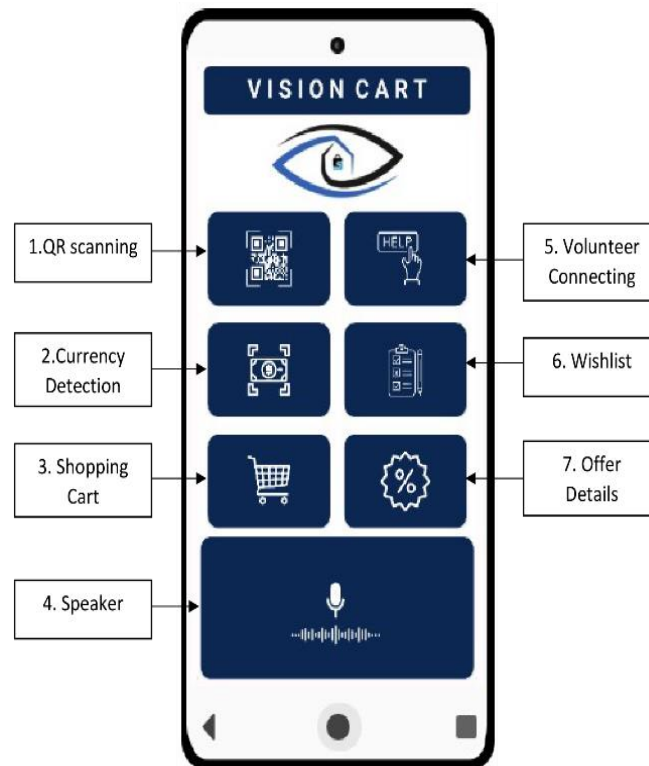 VISION CART
1.QR scanning
HELP
5. Volunteer
Connecting
2.Currency
Detection
6. Wishlist
3. Shopping
Cart
%
7. Offer
Details
4. Speaker